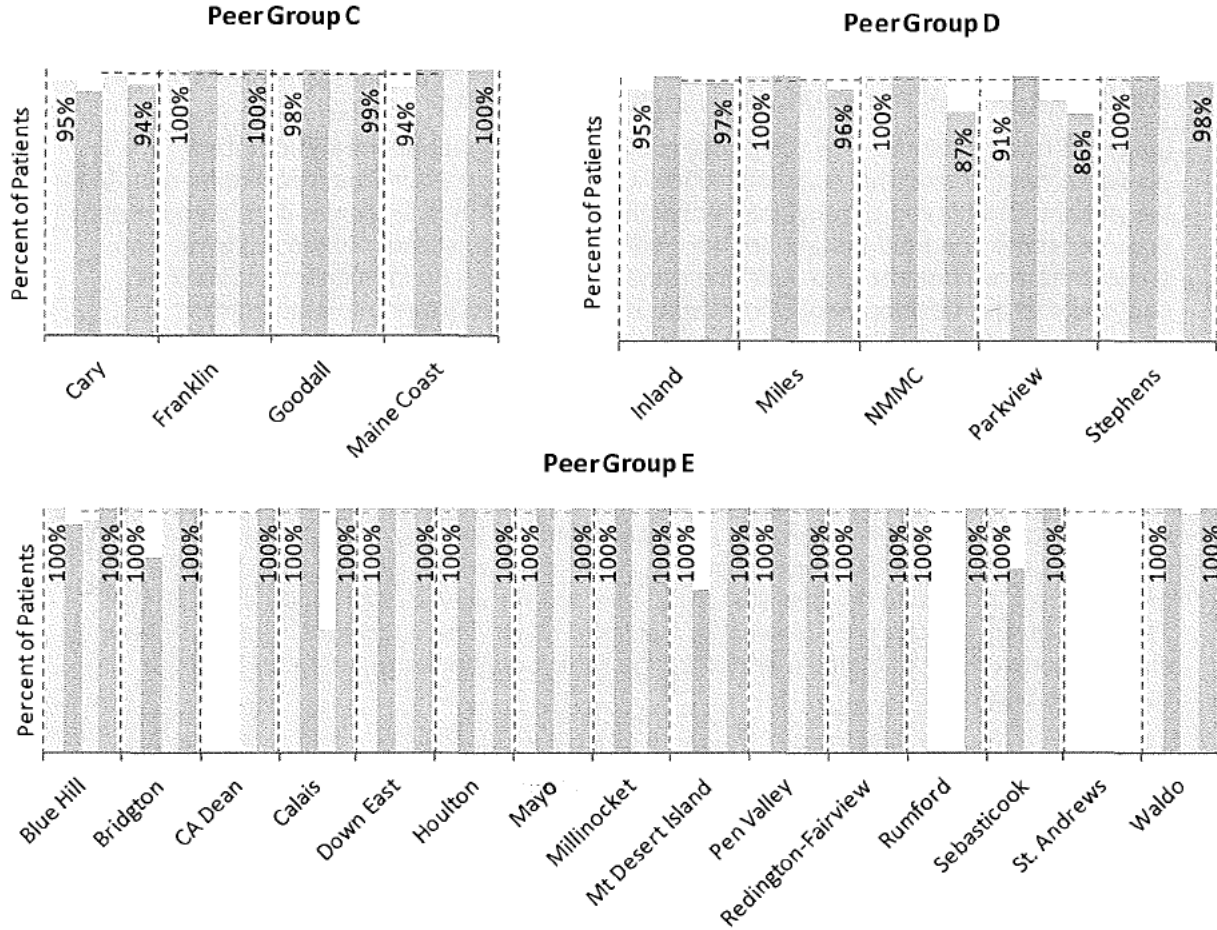 Peer Group C
Percent of Patients
95% 94% 100% 100% 98% 99% 94% 100%
Cary Franklin Goodall Maine Coast
Peer Group D
Percent of Patients
95% 97% 100% 96% 100% 87% 91% 86% 100% 98%
Inland Miles NMMC Parkview Stephens
Peer Group E
Percent of Patients
100% 100% 100% 100% 100% 100% 100% 100% 100% 100% 100% 100% 100% 100% 100% 100% 100% 100% 100% 100% 100% 100% 100% 100% 100% 100% 100%
Blue Hill Bridgton CA Dean Calais Down East Houlton Mayo Millinocket Mt Desert Island Pen Valley Redington-Fairview Rumford Sebasticook St. Andrews Waldo